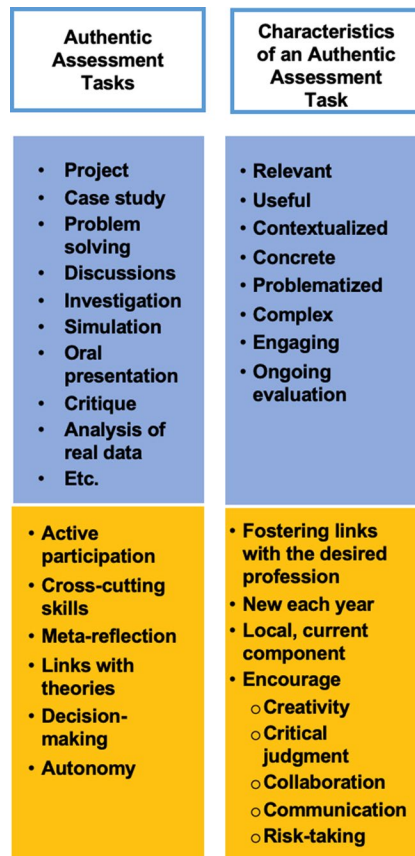 Authentic
Assessment
Tasks
• Project
• Case study
• Problem
solving
• Discussions
• Investigation
• Simulation
• Oral
presentation
• Critique
• Analysis of
real data
• Etc.
• Active
participation
• Cross-cutting
skills
• Meta-reflection
• Links with
theories
• Decision-
making
• Autonomy
Characteristics
of an Authentic
Assessment
Task
• Relevant
• Useful
• Contextualized
• Concrete
• Problematized
• Complex
• Engaging
• Ongoing
evaluation
• Fostering links
with the desired
profession
• New each year
• Local, current
component
• Encourage
o Creativity
o Critical
judgment
o Collaboration
o Communication
o Risk-taking